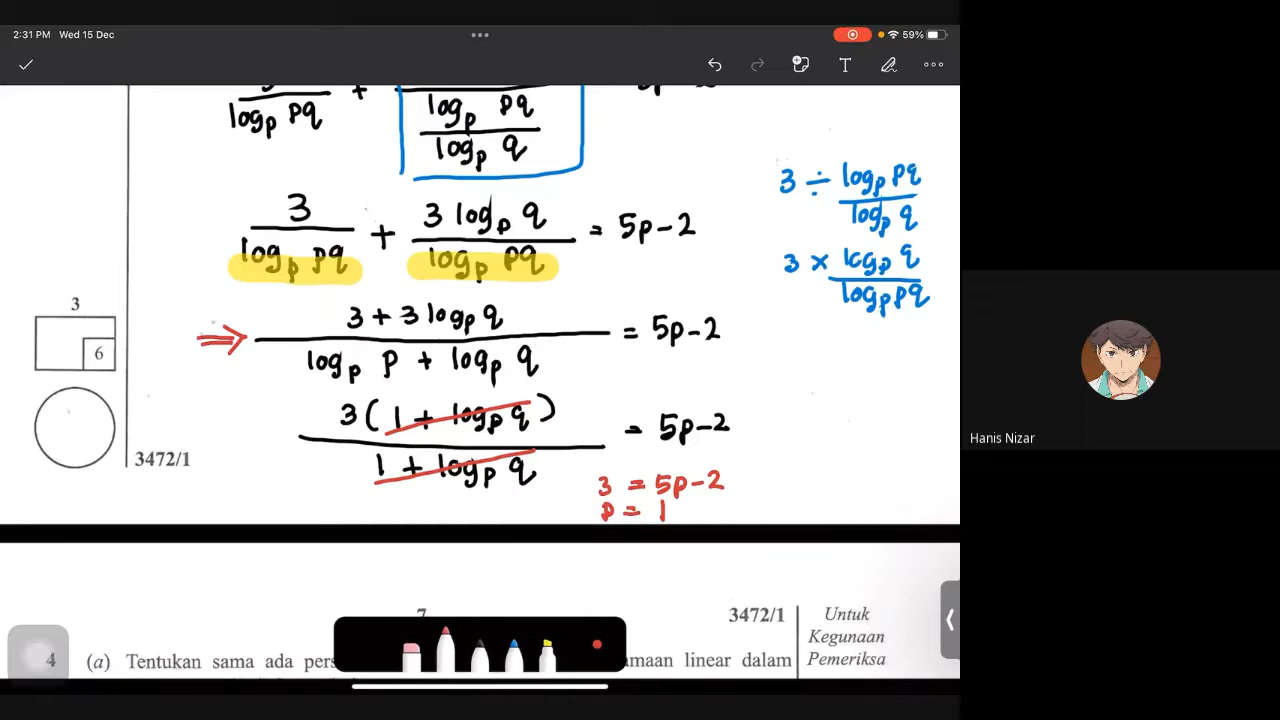 2:31 PM Wed 15 Dec
59%
log_p pq + log_p pq
log_p q
3 ÷ log_p pq / log_p q
3 / log_p pq + 3 log_p q / log_p pq = 5p-2
3 × log_p q / log_p pq
⇒ 3 + 3 log_p q / log_p p + log_p q = 5p-2
3
6
3(1 + log_p q) / 1 + log_p q = 5p-2
3472/1
3 = 5p-2
p = 1
7
3472/1
Untuk
Kegunaan
Pemeriksa
4 (a) Tentukan sama ada linear dalam
Hanis Nizar